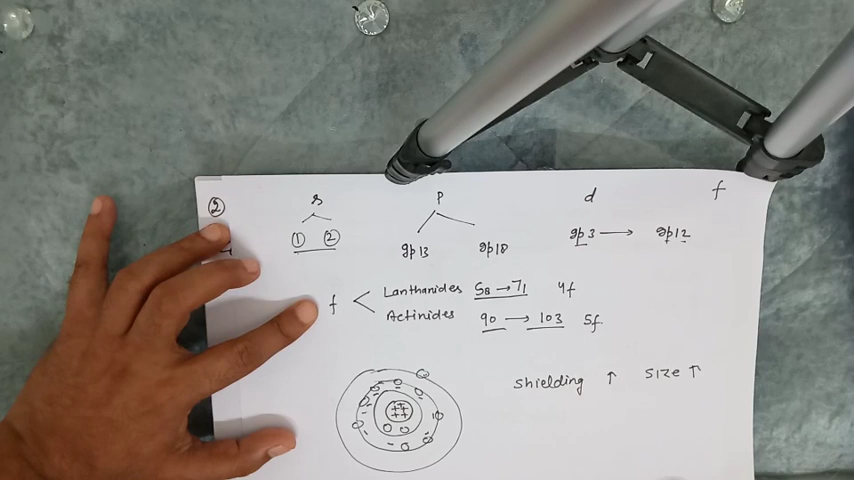 ② s p d f
① ② gp 13 gp 18 gp 3 → gp 12
f < Lanthanides 58 → 71 4f
Actinides 90 → 103 5f
shielding ↑ size ↑